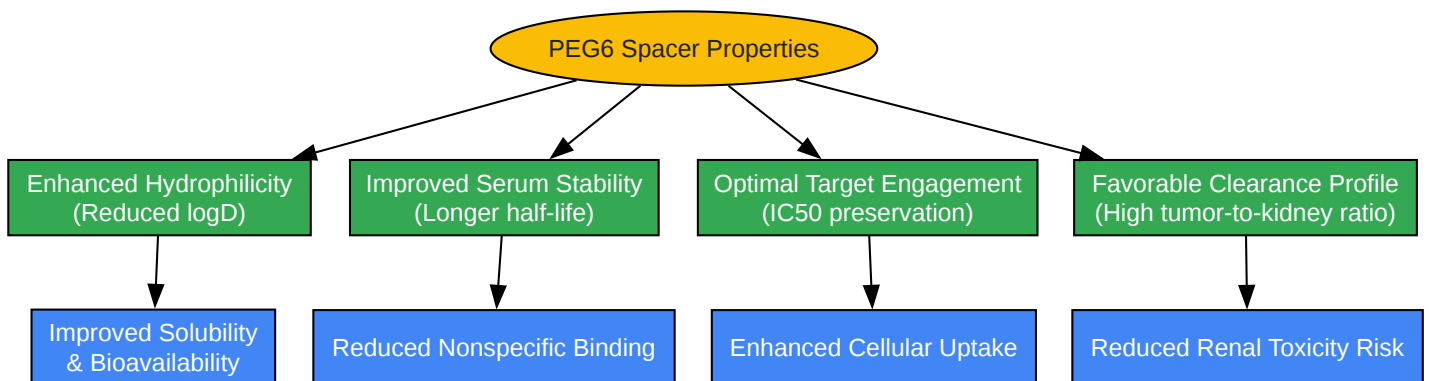 PEG6 Spacer Properties
Enhanced Hydrophilicity
(Reduced logD)
Improved Serum Stability
(Longer half-life)
Optimal Target Engagement
(IC50 preservation)
Favorable Clearance Profile
(High tumor-to-kidney ratio)
Improved Solubility
& Bioavailability
Reduced Nonspecific Binding
Enhanced Cellular Uptake
Reduced Renal Toxicity Risk